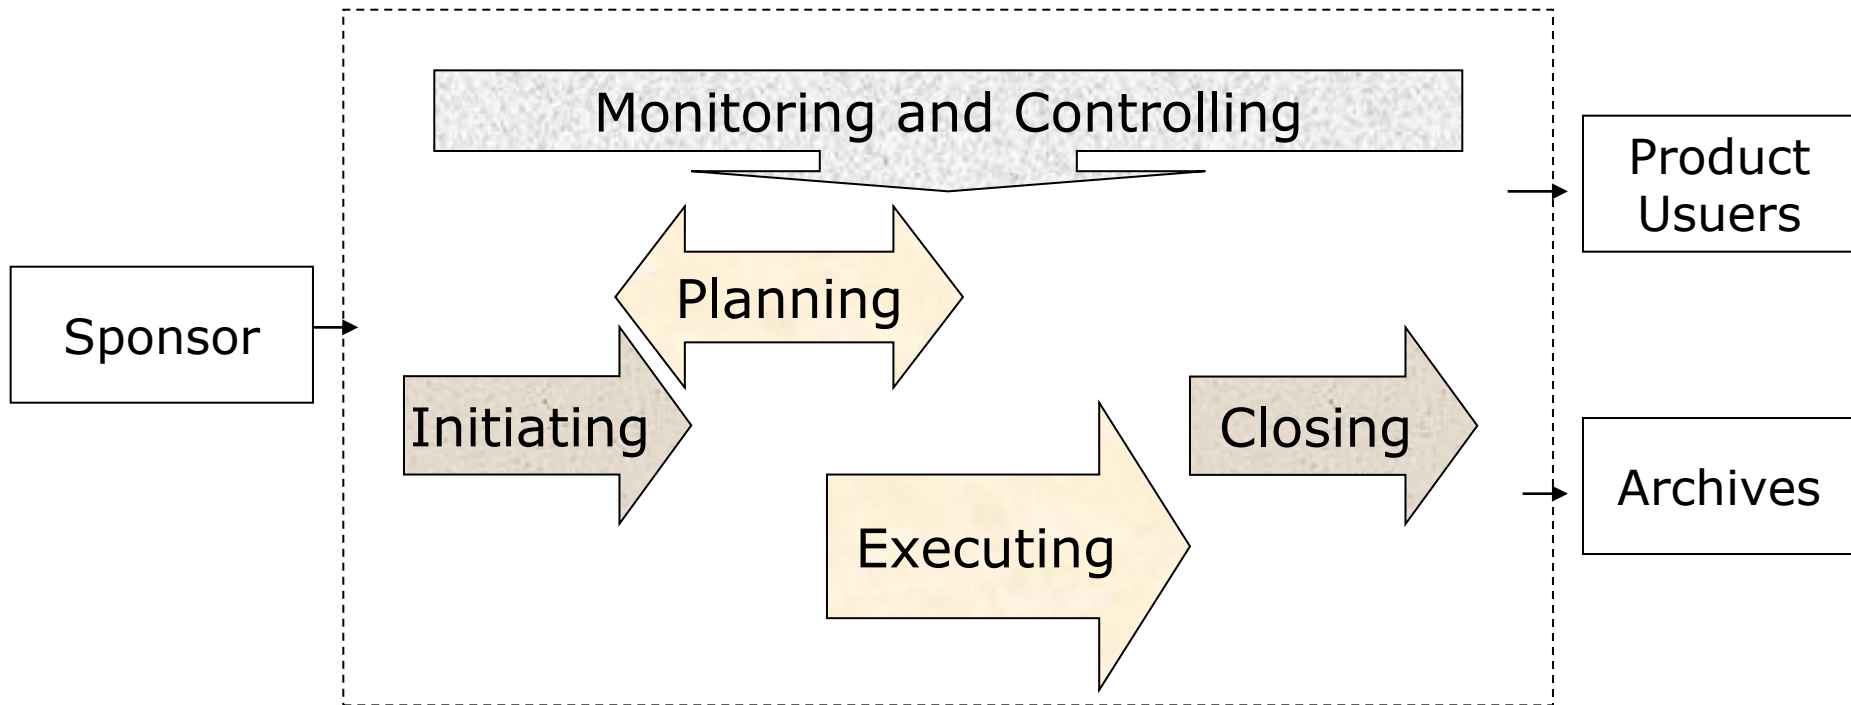 Monitoring and Controlling
Product
Usuers
Planning
Sponsor
Initiating
Closing
Archives
Executing